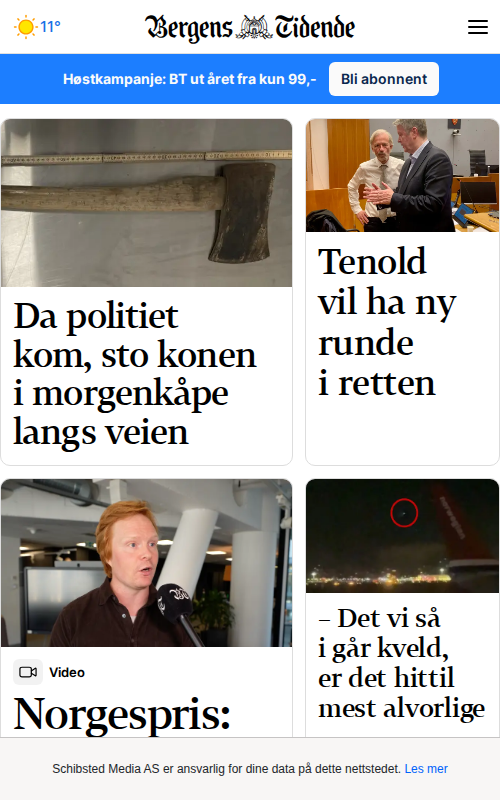 11°
Bergens Tidende
Høstkampanje: BT ut året fra kun 99,-
Bli abonnent
Da politiet
kom, sto konen
i morgenkåpe
langs veien
Tenold
vil ha ny
runde
i retten
Video
Norgespris:
– Det vi så
i går kveld,
er det hittil
mest alvorlige
Schibsted Media AS er ansvarlig for dine data på dette nettstedet. Les mer